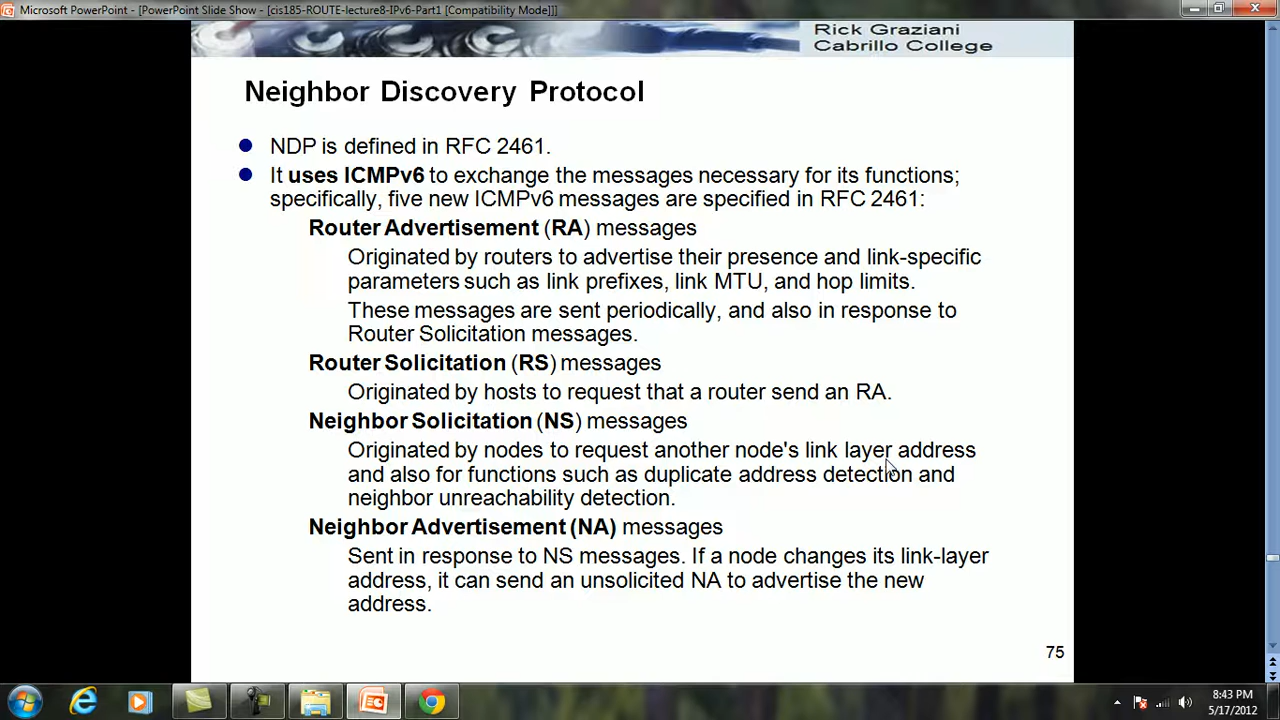 Microsoft PowerPoint - [PowerPoint Slide Show - [cis185-ROUTE-lecture8-IPv6-Part1 [Compatibility Mode]]]
Rick Graziani
Cabrillo College
Neighbor Discovery Protocol
NDP is defined in RFC 2461.
It uses ICMPv6 to exchange the messages necessary for its functions;
specifically, five new ICMPv6 messages are specified in RFC 2461:
Router Advertisement (RA) messages
Originated by routers to advertise their presence and link-specific
parameters such as link prefixes, link MTU, and hop limits.
These messages are sent periodically, and also in response to
Router Solicitation messages.
Router Solicitation (RS) messages
Originated by hosts to request that a router send an RA.
Neighbor Solicitation (NS) messages
Originated by nodes to request another node's link layer address
and also for functions such as duplicate address detection and
neighbor unreachability detection.
Neighbor Advertisement (NA) messages
Sent in response to NS messages. If a node changes its link-layer
address, it can send an unsolicited NA to advertise the new
address.
75
8:43 PM
5/17/2012